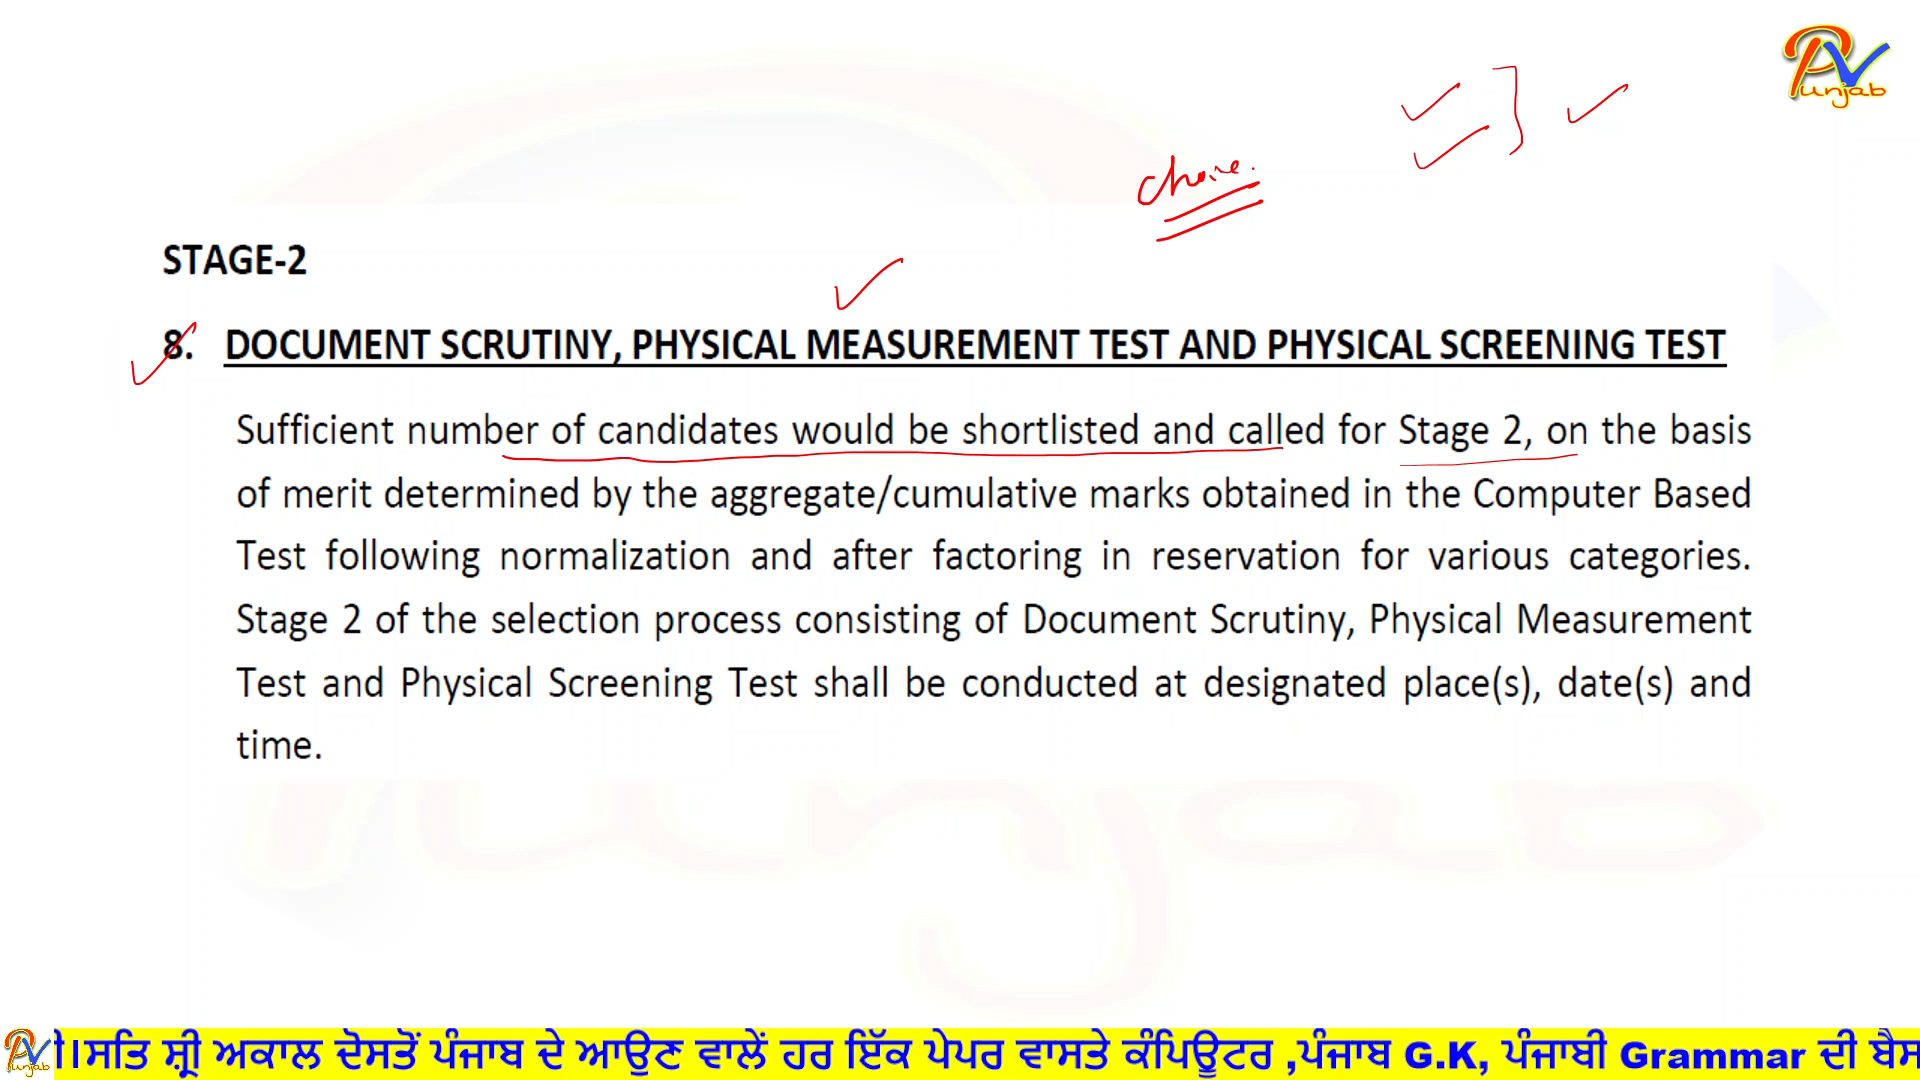 PV
Punjab
choice.
STAGE-2
8. DOCUMENT SCRUTINY, PHYSICAL MEASUREMENT TEST AND PHYSICAL SCREENING TEST
Sufficient number of candidates would be shortlisted and called for Stage 2, on the basis
of merit determined by the aggregate/cumulative marks obtained in the Computer Based
Test following normalization and after factoring in reservation for various categories.
Stage 2 of the selection process consisting of Document Scrutiny, Physical Measurement
Test and Physical Screening Test shall be conducted at designated place(s), date(s) and
time.
ਸਤਿ ਸ਼੍ਰੀ ਅਕਾਲ ਦੋਸਤੋਂ ਪੰਜਾਬ ਦੇ ਆਉਣ ਵਾਲੇਂ ਹਰ ਇੱਕ ਪੇਪਰ ਵਾਸਤੇ ਕੰਪਿਊਟਰ ,ਪੰਜਾਬ G.K, ਪੰਜਾਬੀ Grammar ਦੀ ਬੈਸ